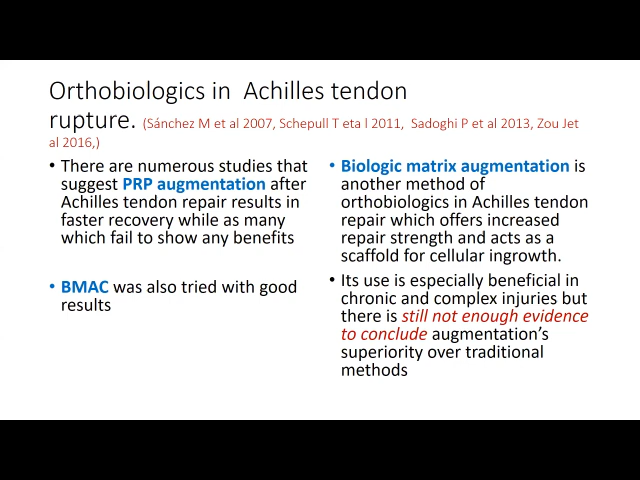 Orthobiologics in Achilles tendon
rupture. (Sánchez M et al 2007, Schepull T eta l 2011, Sadoghi P et al 2013, Zou Jet
al 2016,)
• There are numerous studies that
suggest PRP augmentation after
Achilles tendon repair results in
faster recovery while as many
which fail to show any benefits
• BMAC was also tried with good
results
• Biologic matrix augmentation is
another method of
orthobiologics in Achilles tendon
repair which offers increased
repair strength and acts as a
scaffold for cellular ingrowth.
• Its use is especially beneficial in
chronic and complex injuries but
there is still not enough evidence
to conclude augmentation’s
superiority over traditional
methods